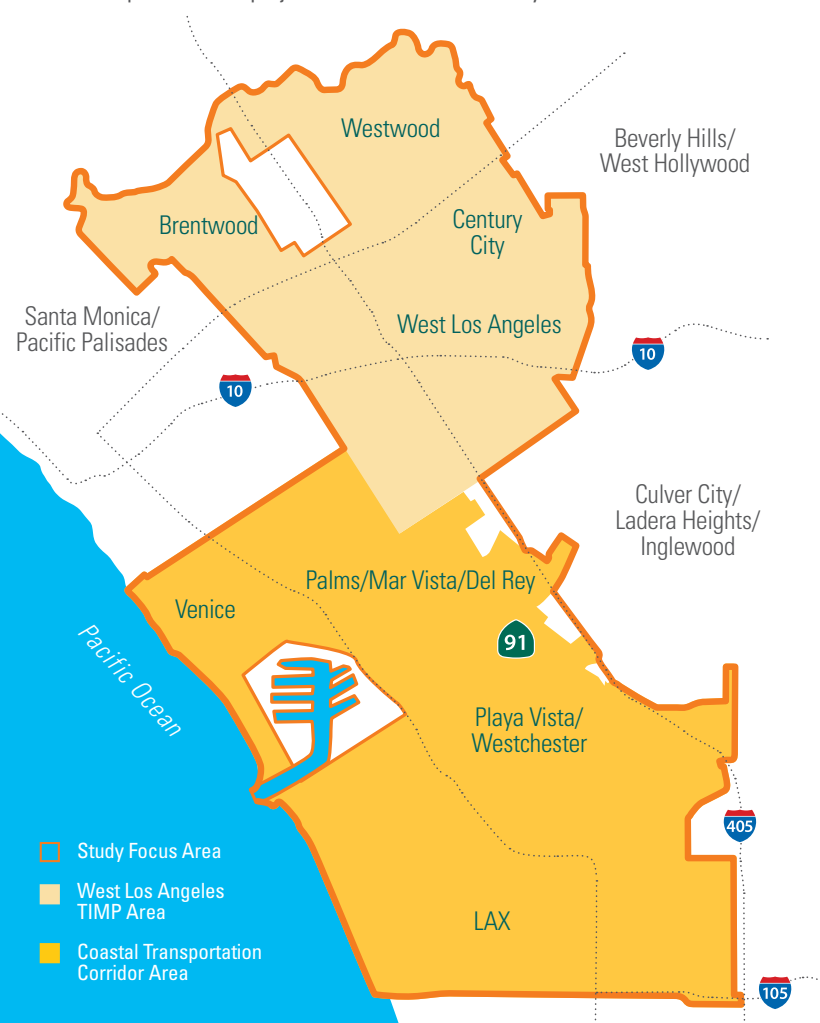 Westwood
Beverly Hills/
West Hollywood
Brentwood
Century
City
Santa Monica/
Pacific Palisades
West Los Angeles
10
10
Culver City/
Ladera Heights/
Inglewood
Palms/Mar Vista/Del Rey
Venice
91
Pacific Ocean
Playa Vista/
Westchester
405
Study Focus Area
West Los Angeles
TIMP Area
LAX
Coastal Transportation
Corridor Area
105